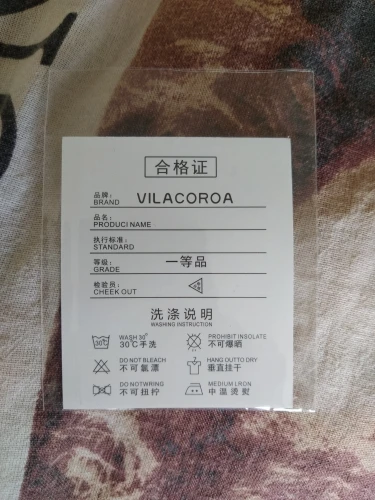 合格证
品牌: VILACOROA
BRAND
品名:
PRODUCI NAME
执行标准:
STANDARD
等级: 一等品
GRADE
检验员:
CHEEK OUT
洗涤说明
WASHING INSTRUCTION
WASH 30°
30°C手洗
PROHIBIT INSOLATE
不可爆晒
DO NOT BLEACH
不可氯漂
HANG OUTTO DRY
垂直挂干
DO NOTWRING
不可扭拧
MEDIUM LRON
中温烫熨